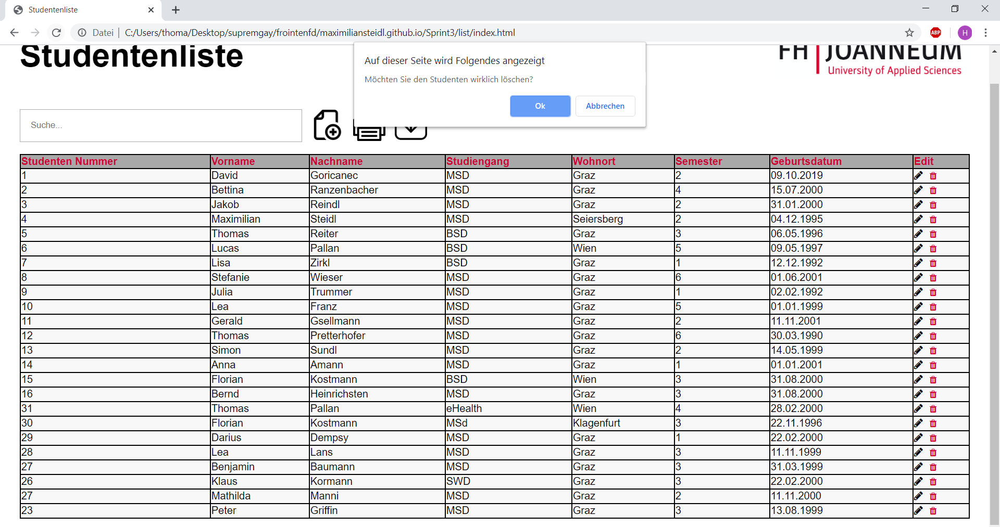 Studentenliste
Datei | C:/Users/thoma/Desktop/supremgay/frointenfd/maximiliansteidl.github.io/Sprint3/list/index.html
ABP
H
Studentenliste
FH JOANNEUM
University of Applied Sciences
Auf dieser Seite wird Folgendes angezeigt
Möchten Sie den Studenten wirklich löschen?
Ok Abbrechen
Suche...
Studenten Nummer Vorname Nachname Studiengang Wohnort Semester Geburtsdatum Edit
1 David Goricanec MSD Graz 2 09.10.2019
2 Bettina Ranzenbacher MSD Graz 4 15.07.2000
3 Jakob Reindl MSD Graz 2 31.01.2000
4 Maximilian Steidl MSD Seiersberg 2 04.12.1995
5 Thomas Reiter BSD Graz 3 06.05.1996
6 Lucas Pallan BSD Wien 5 09.05.1997
7 Lisa Zirkl BSD Graz 1 12.12.1992
8 Stefanie Wieser MSD Graz 6 01.06.2001
9 Julia Trummer MSD Graz 1 02.02.1992
10 Lea Franz MSD Graz 5 01.01.1999
11 Gerald Gsellmann MSD Graz 2 11.11.2001
12 Thomas Pretterhofer MSD Graz 6 30.03.1990
13 Simon Sundl MSD Graz 2 14.05.1999
14 Anna Amann MSD Graz 1 01.01.2001
15 Florian Kostmann BSD Wien 3 31.08.2000
16 Bernd Heinrichsten MSD Graz 3 31.08.2000
31 Thomas Pallan eHealth Wien 4 28.02.2000
30 Florian Kostmann MSd Klagenfurt 3 22.11.1996
29 Darius Dempsy MSD Graz 1 22.02.2000
28 Lea Lans MSD Graz 3 11.11.1999
27 Benjamin Baumann MSD Graz 3 31.03.1999
26 Klaus Kormann SWD Graz 3 22.02.2000
27 Mathilda Manni MSD Graz 2 11.11.2000
23 Peter Griffin MSD Graz 3 13.08.1999